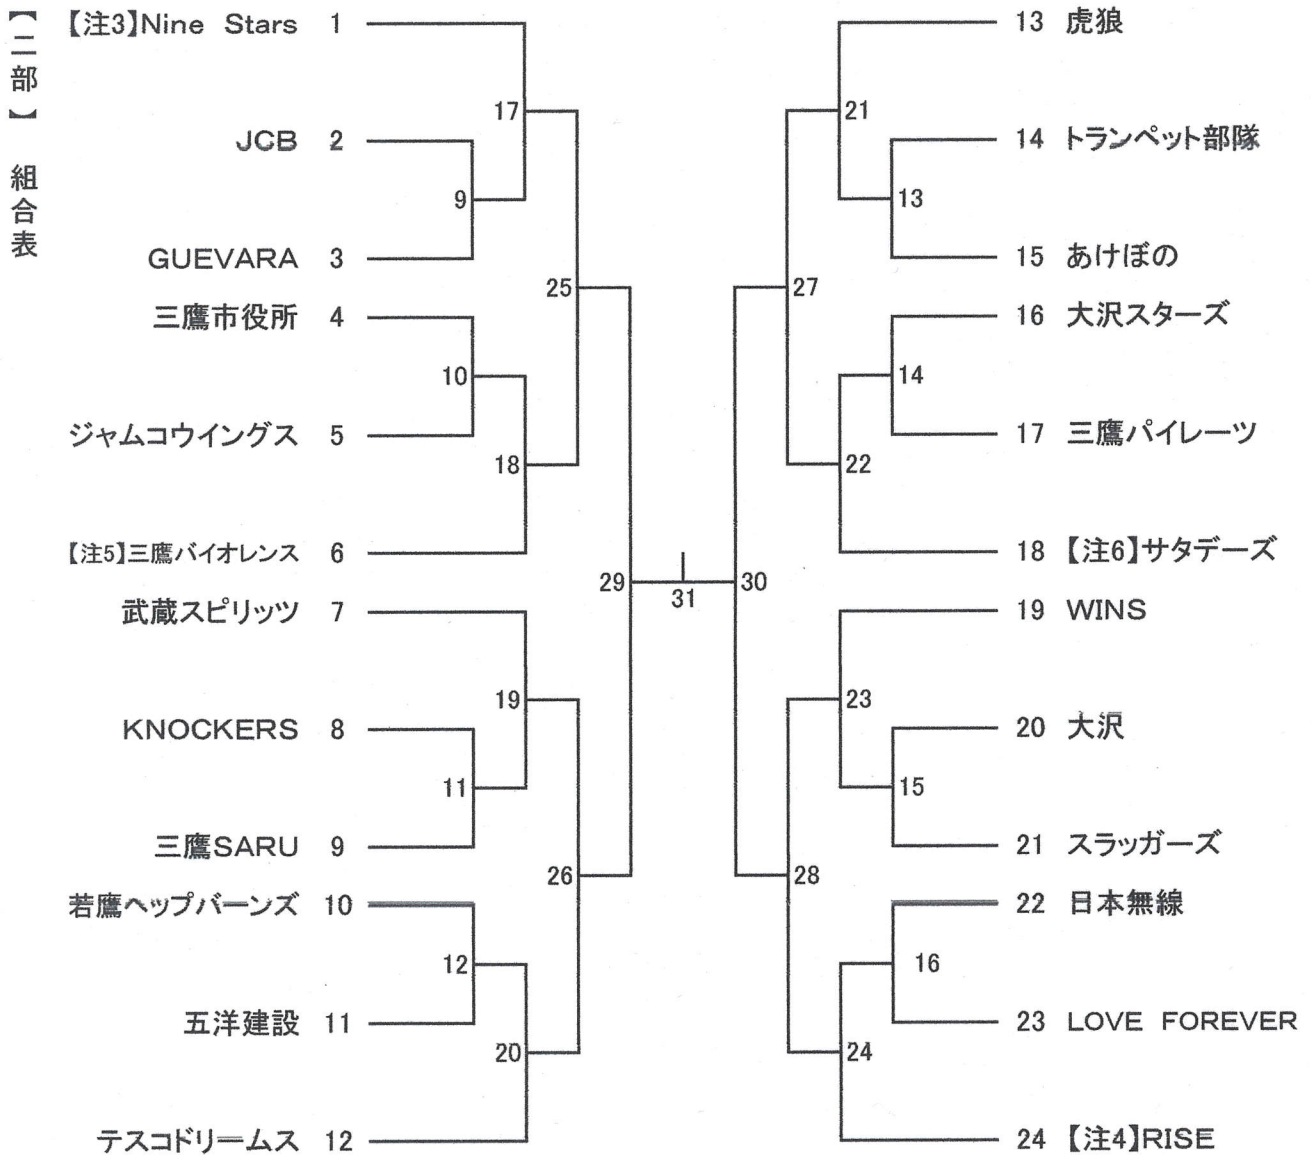 【二部】 組合表
【注3】Nine Stars 1
JCB 2
GUEVARA 3
三鷹市役所 4
ジャムコウイングス 5
【注5】三鷹バイオレンス 6
武蔵スピリッツ 7
KNOCKERS 8
三鷹SARU 9
若鷹ヘップバーンズ 10
五洋建設 11
テスコドリームス 12
9
10
11
12
17
18
19
20
25
26
29
31
30
27
28
21
22
23
24
13
14
15
16
13 虎狼
14 トランペット部隊
15 あけぼの
16 大沢スターズ
17 三鷹パイレーツ
18 【注6】サタデーズ
19 WINS
20 大沢
21 スラッガーズ
22 日本無線
23 LOVE FOREVER
24 【注4】RISE